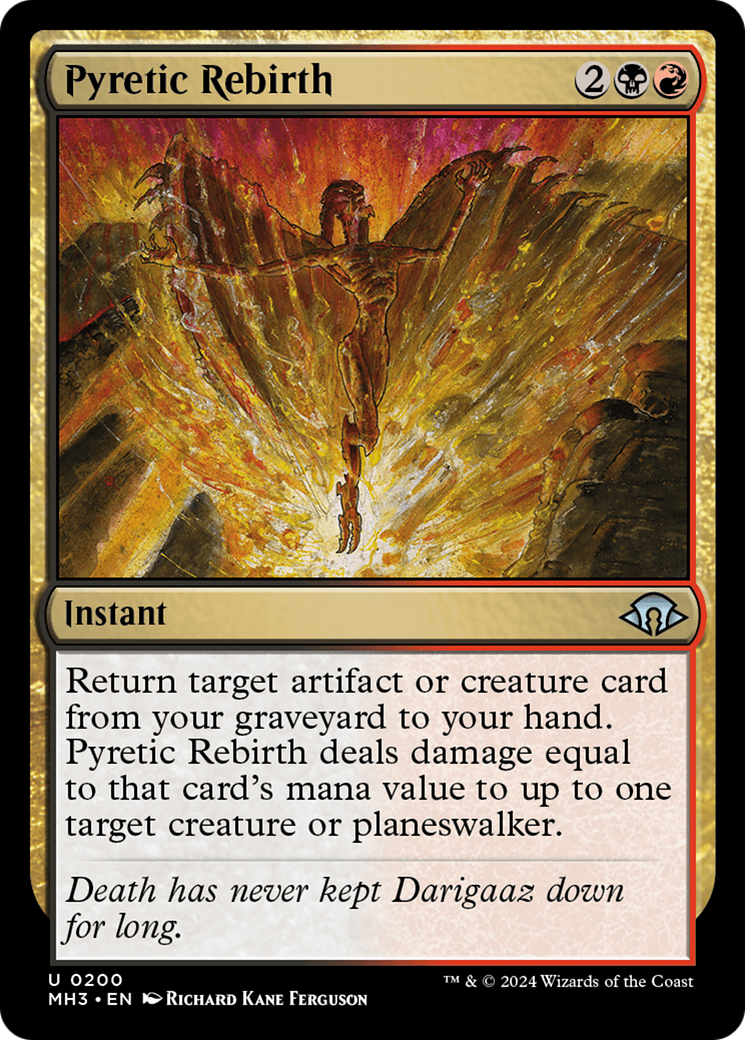 Pyretic Rebirth 2
Instant
Return target artifact or creature card
from your graveyard to your hand.
Pyretic Rebirth deals damage equal
to that card's mana value to up to one
target creature or planeswalker.
Death has never kept Darigaaz down
for long.
U 0200 ™ & © 2024 Wizards of the Coast
MH3 • EN Richard Kane Ferguson